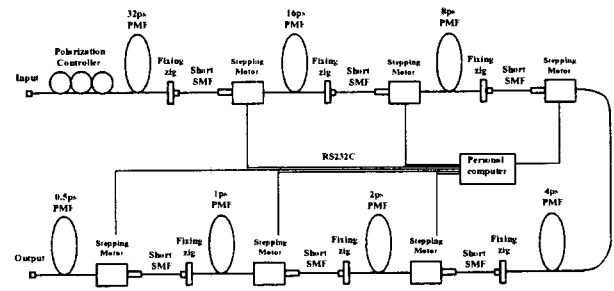 32ps
PMF
16ps
PMF
8ps
PMF
Polarization
Controller
Fixing
zig
Short
SMF
Stepping
Motor
Fixing
zig
Short
SMF
Stepping
Motor
Fixing
zig
Short
SMF
Stepping
Motor
Input
RS232C
Personal
computer
0.5ps
PMF
1ps
PMF
2ps
PMF
4ps
PMF
Stepping
Motor
Short
SMF
Fixing
zig
Stepping
Motor
Short
SMF
Fixing
zig
Stepping
Motor
Short
SMF
Fixing
zig
Output